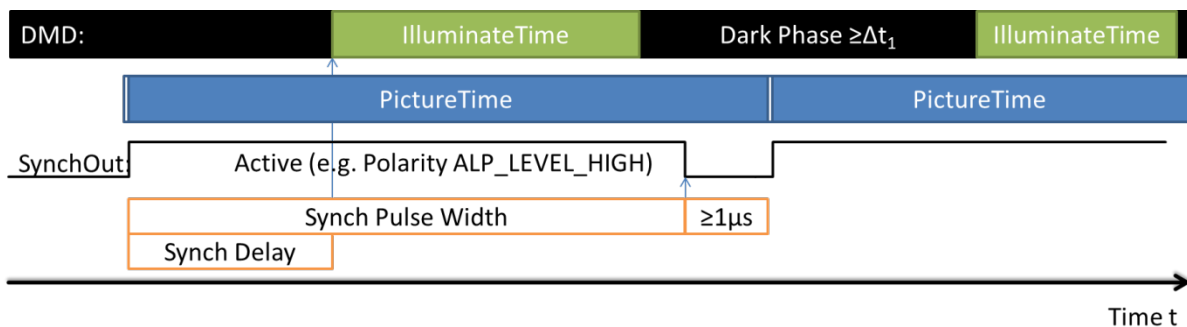 DMD: IlluminateTime Dark Phase ≥Δt₁ IlluminateTime
PictureTime PictureTime
SynchOut: Active (e.g. Polarity ALP_LEVEL_HIGH)
Synch Pulse Width ≥1µs
Synch Delay
Time t